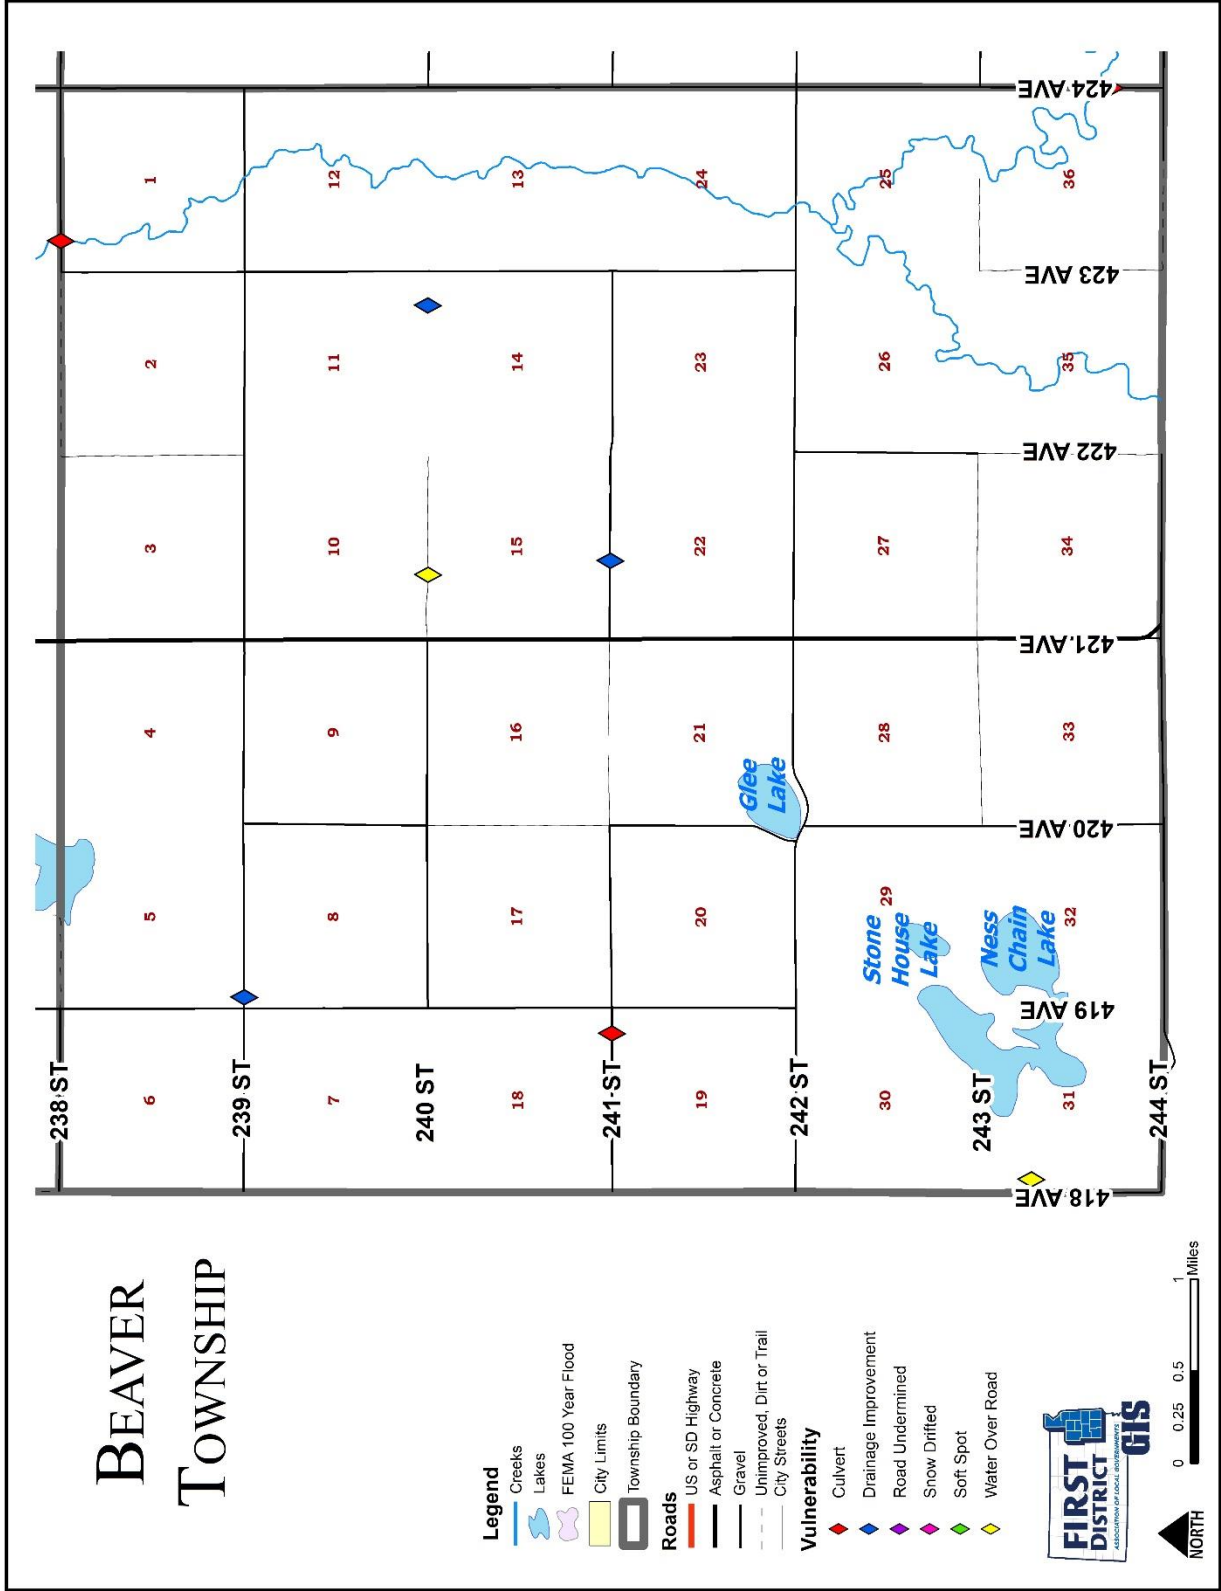 BEAVER
TOWNSHIP
Legend
Creeks
Lakes
FEMA 100 Year Flood
City Limits
Township Boundary
Roads
US or SD Highway
Asphalt or Concrete
Gravel
Unimproved, Dirt or Trail
City Streets
Vulnerability
Culvert
Drainage Improvement
Road Undermined
Snow Drifted
Soft Spot
Water Over Road
FIRST
DISTRICT
ASSOCIATION OF LOCAL GOVERNMENTS
GIS
NORTH
0 0.25 0.5 1
Miles
238 ST
6 5 4 3 2 1
239 ST
7 8 9 10 11 12
240 ST
18 17 16 15 14 13
241 ST
19 20 21 22 23 24
Glee
Lake
242 ST
30 29 28 27 26 25
Stone
House
Lake
243 ST
Ness
Chain
Lake
31 32 33 34 35 36
418 AVE
419 AVE
420 AVE
421 AVE
422 AVE
423 AVE
424 AVE
244 ST